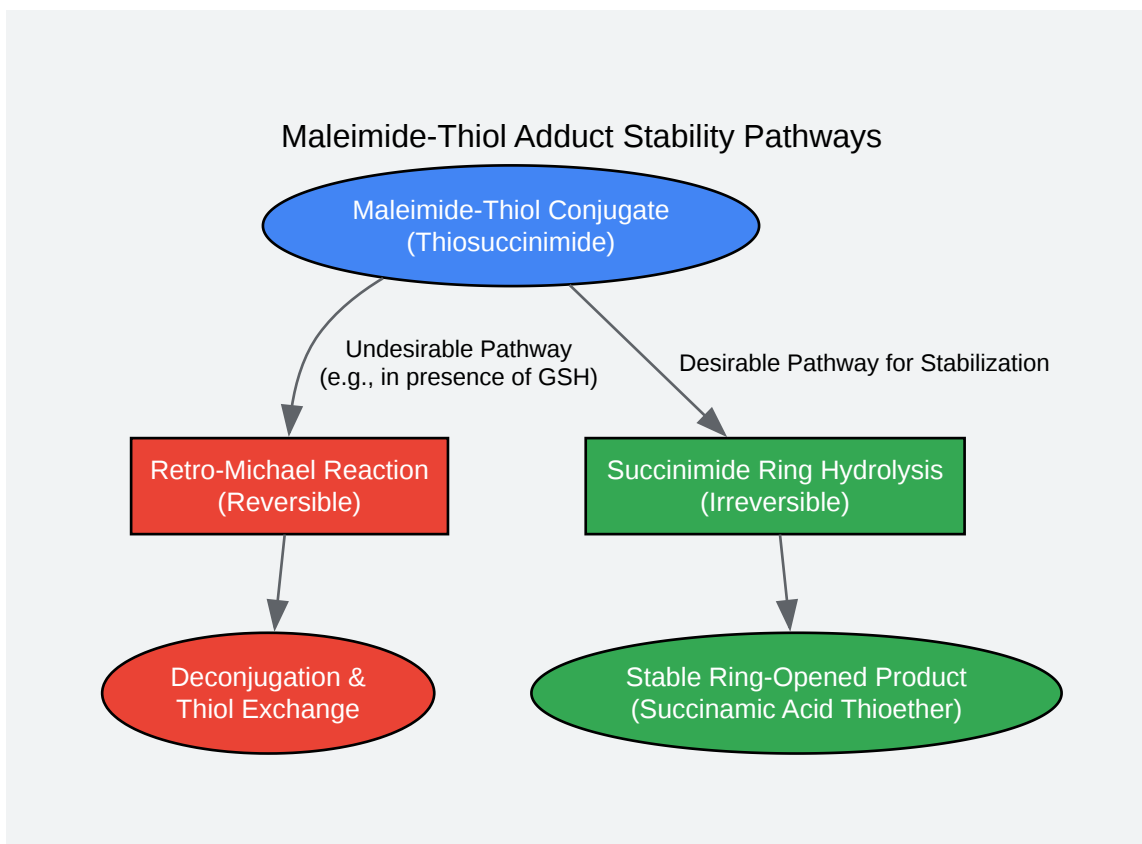 Maleimide-Thiol Adduct Stability Pathways
Maleimide-Thiol Conjugate
(Thiosuccinimide)
Undesirable Pathway
(e.g., in presence of GSH)
Desirable Pathway for Stabilization
Retro-Michael Reaction
(Reversible)
Succinimide Ring Hydrolysis
(Irreversible)
Deconjugation &
Thiol Exchange
Stable Ring-Opened Product
(Succinamic Acid Thioether)